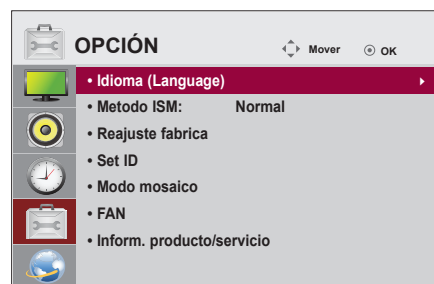 OPCIÓN Mover OK
• Idioma (Language)
• Metodo ISM: Normal
• Reajuste fabrica
• Set ID
• Modo mosaico
• FAN
• Inform. producto/servicio